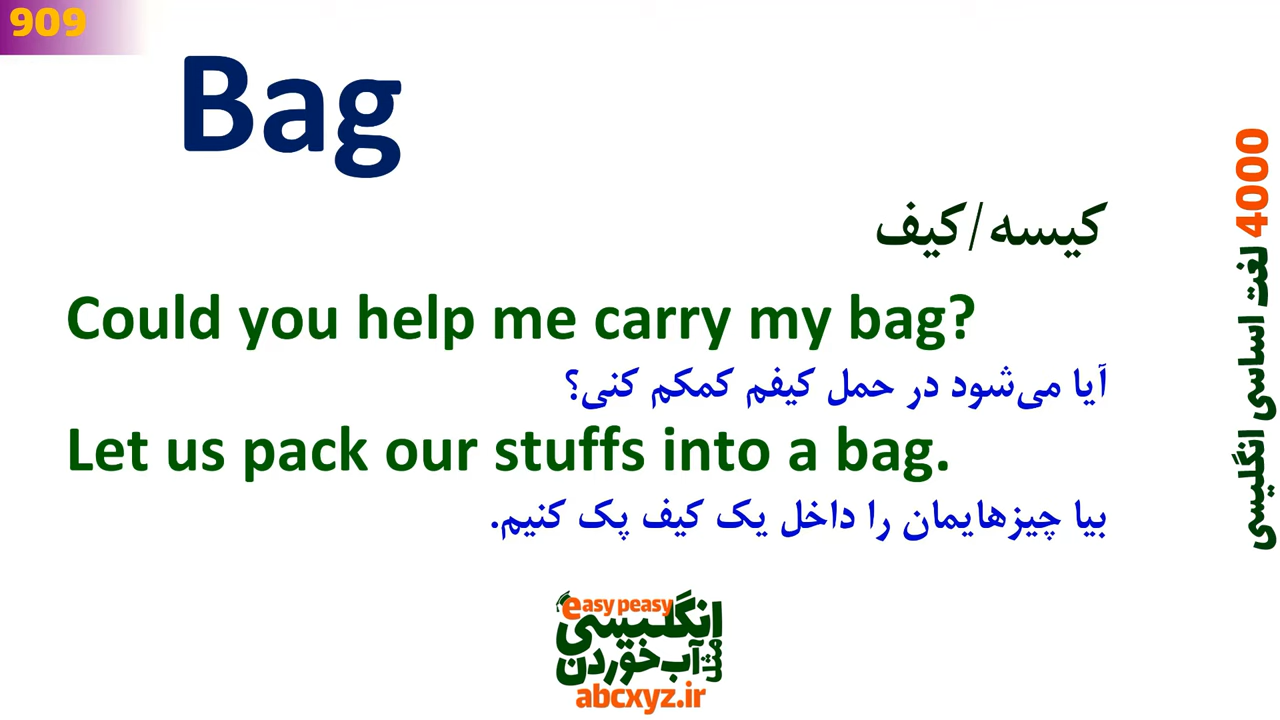 909
Bag
کیسه/کیف
Could you help me carry my bag?
آیا می‌شود در حمل کیفم کمکم کنی؟
Let us pack our stuffs into a bag.
بیا چیزهایمان را داخل یک کیف پک کنیم.
4000 لغت اساسی انگلیسی
easy peasy
انگلیسی
مثل آب‌خوردن
abcxyz.ir